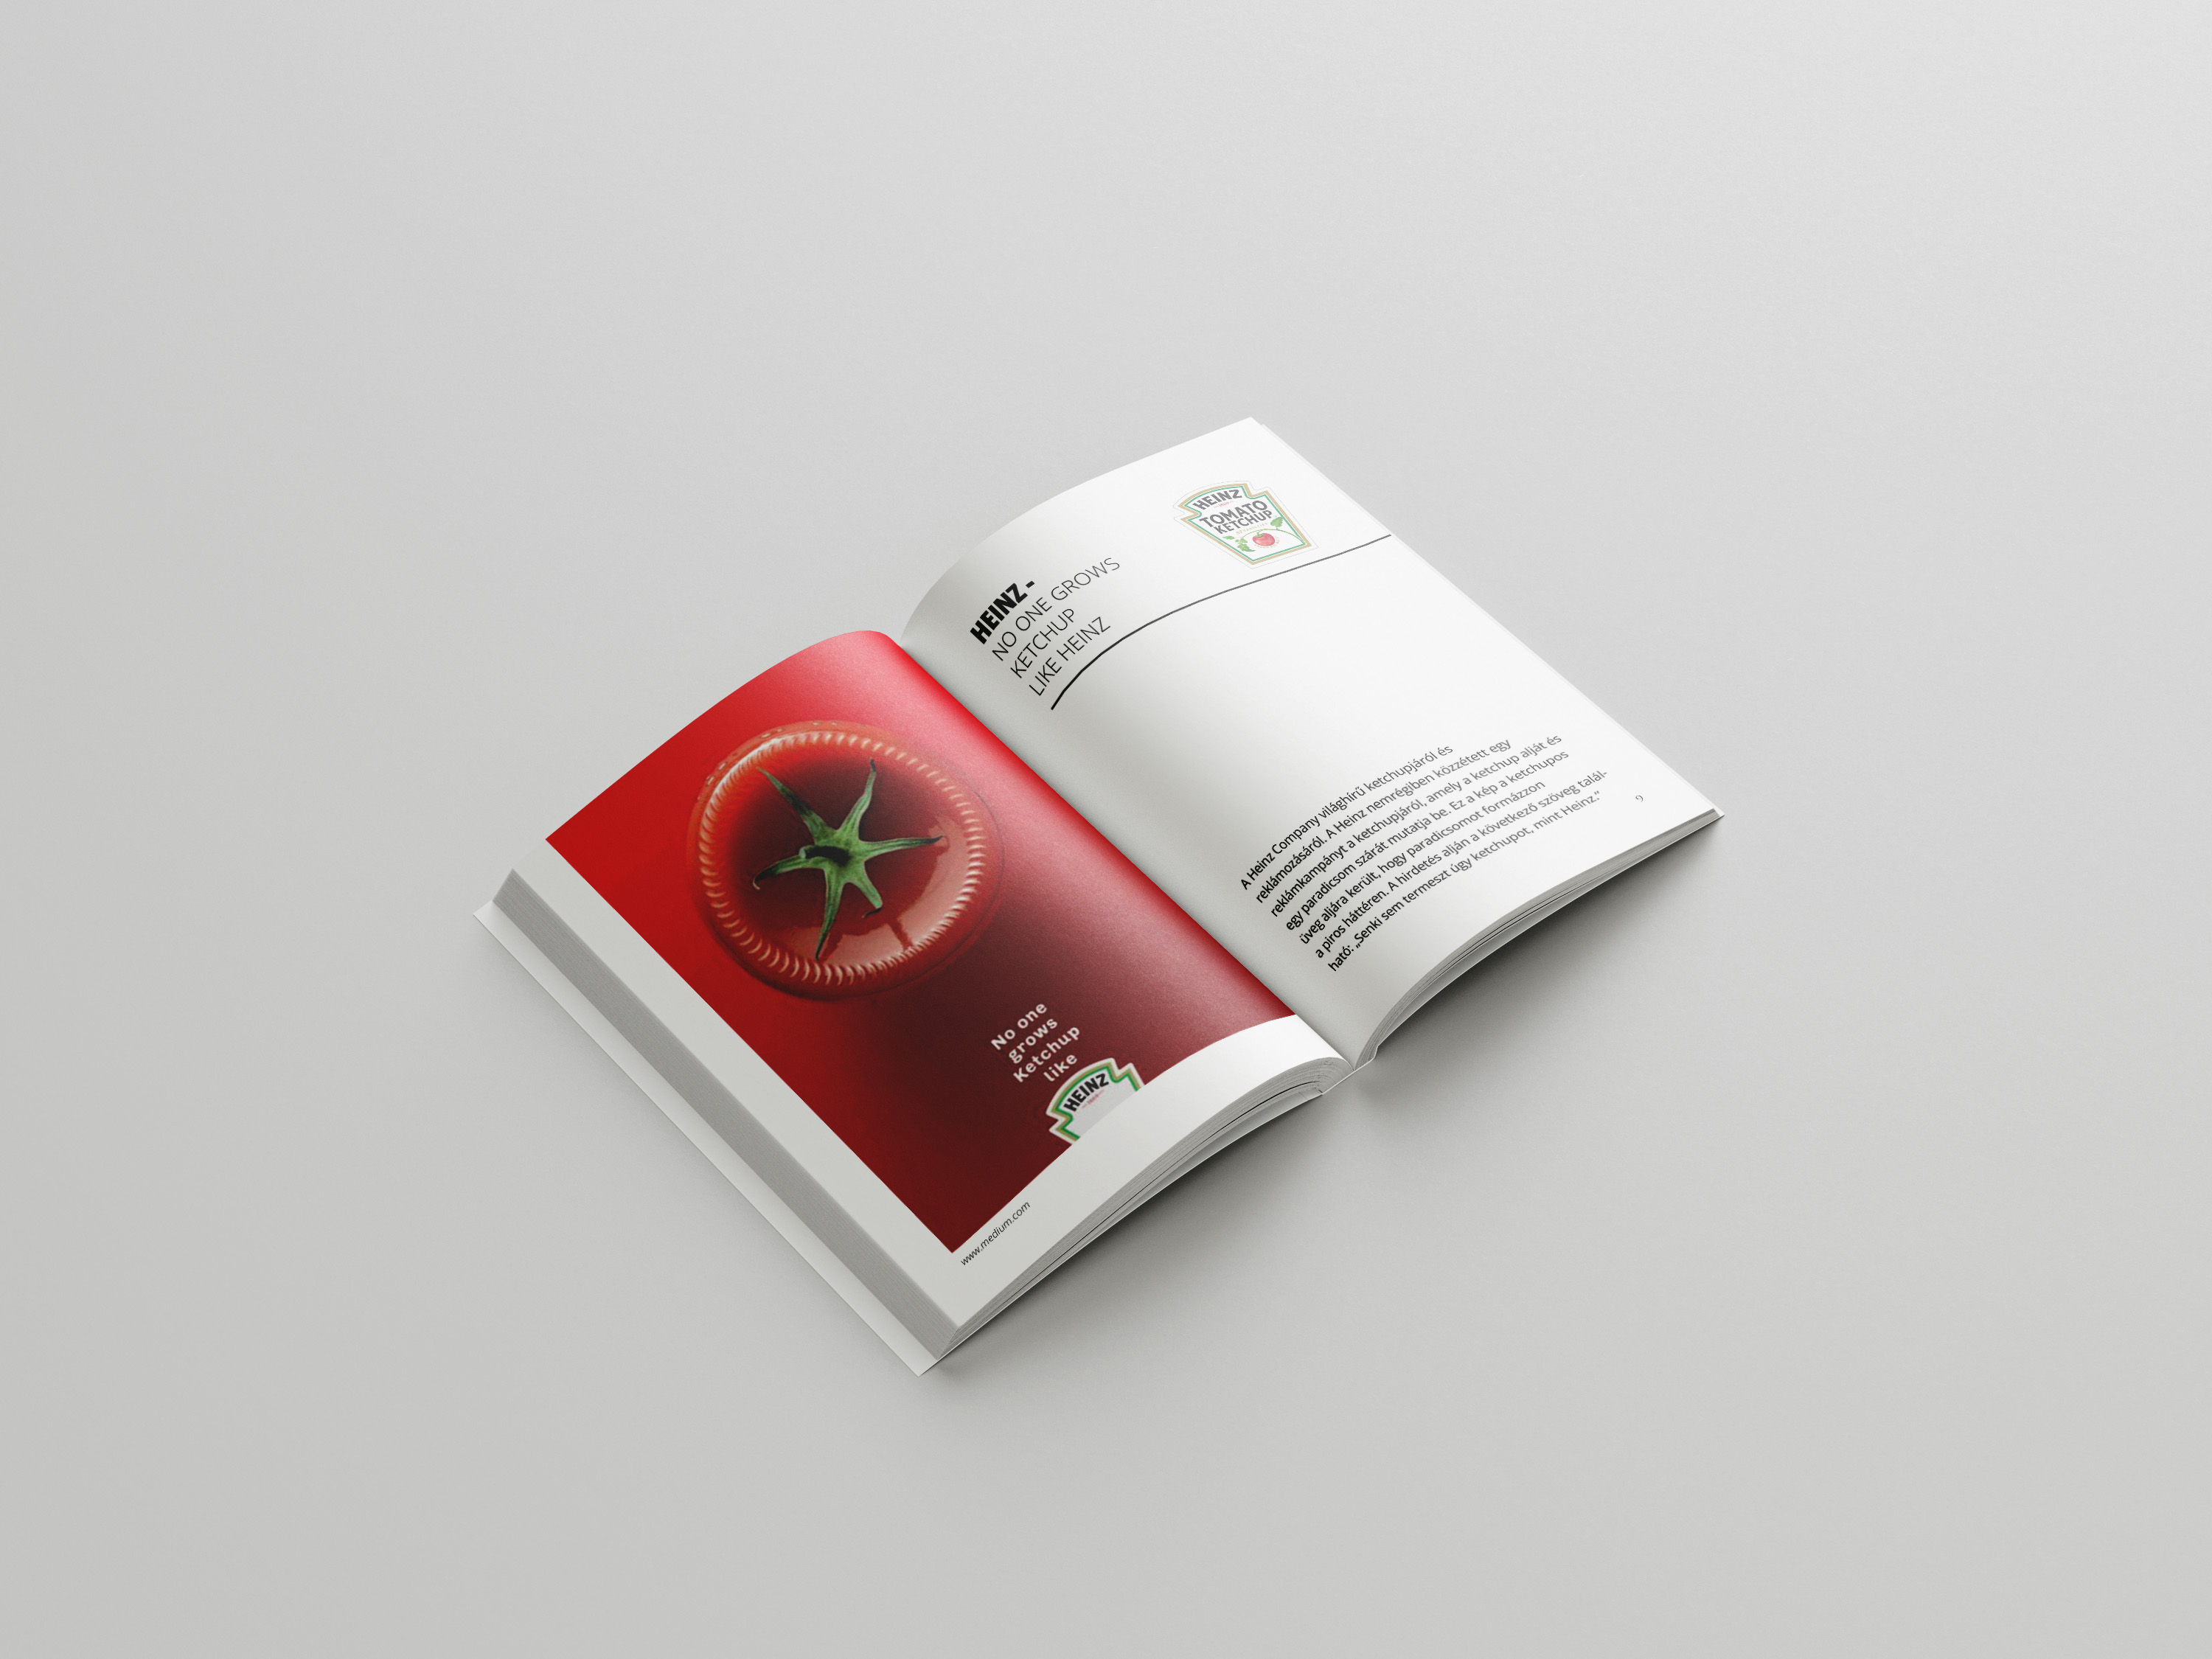 No one
grows
Ketchup
like
HEINZ
www.medium.com
HEINZ
TOMATO
KETCHUP
HEINZ -
NO ONE GROWS
KETCHUP
LIKE HEINZ
A Heinz Company világhírű ketchupjáról és
reklámozásáról. A Heinz nemrégiben közzétett egy
reklámkampányt a ketchupjáról, amely a ketchup alját és
egy paradicsom szárát mutatja be. Ez a kép a ketchupos
üveg aljára került, hogy paradicsomot formázzon
a piros háttéren. A hirdetés alján a következő szöveg talál-
ható: „Senki sem termeszt úgy ketchupot, mint Heinz.”
9